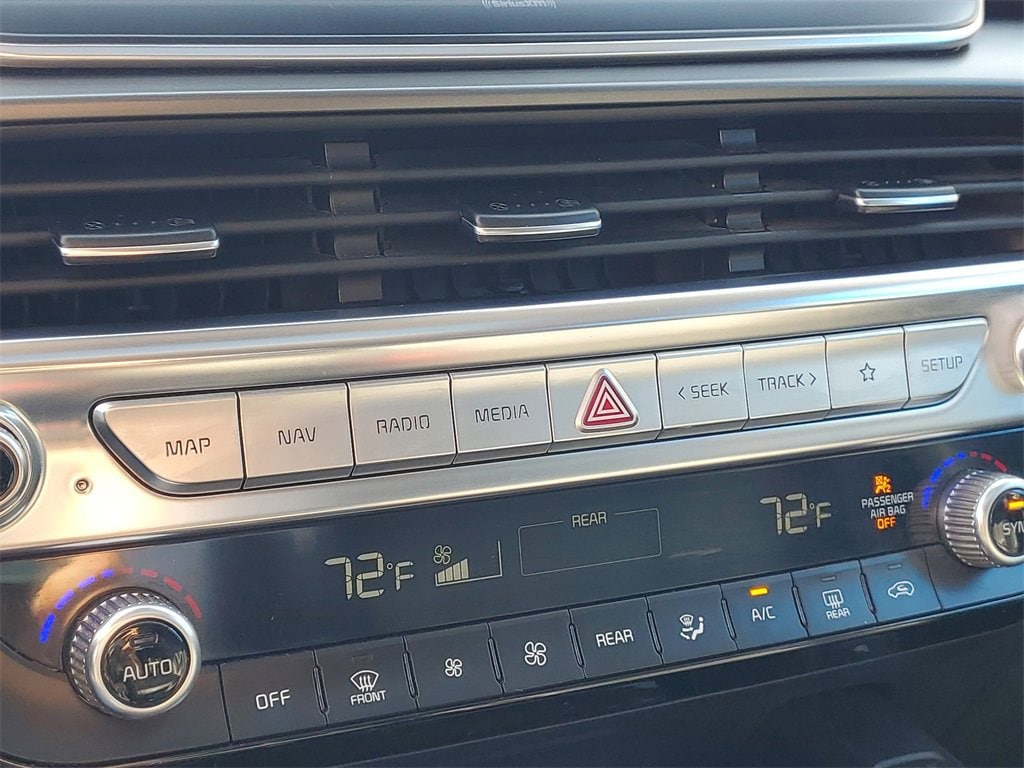 SiriusXM
MAP NAV RADIO MEDIA < SEEK TRACK > SETUP
72°F REAR 72°F
PASSENGER
AIR BAG
OFF
AUTO OFF FRONT REAR A/C REAR